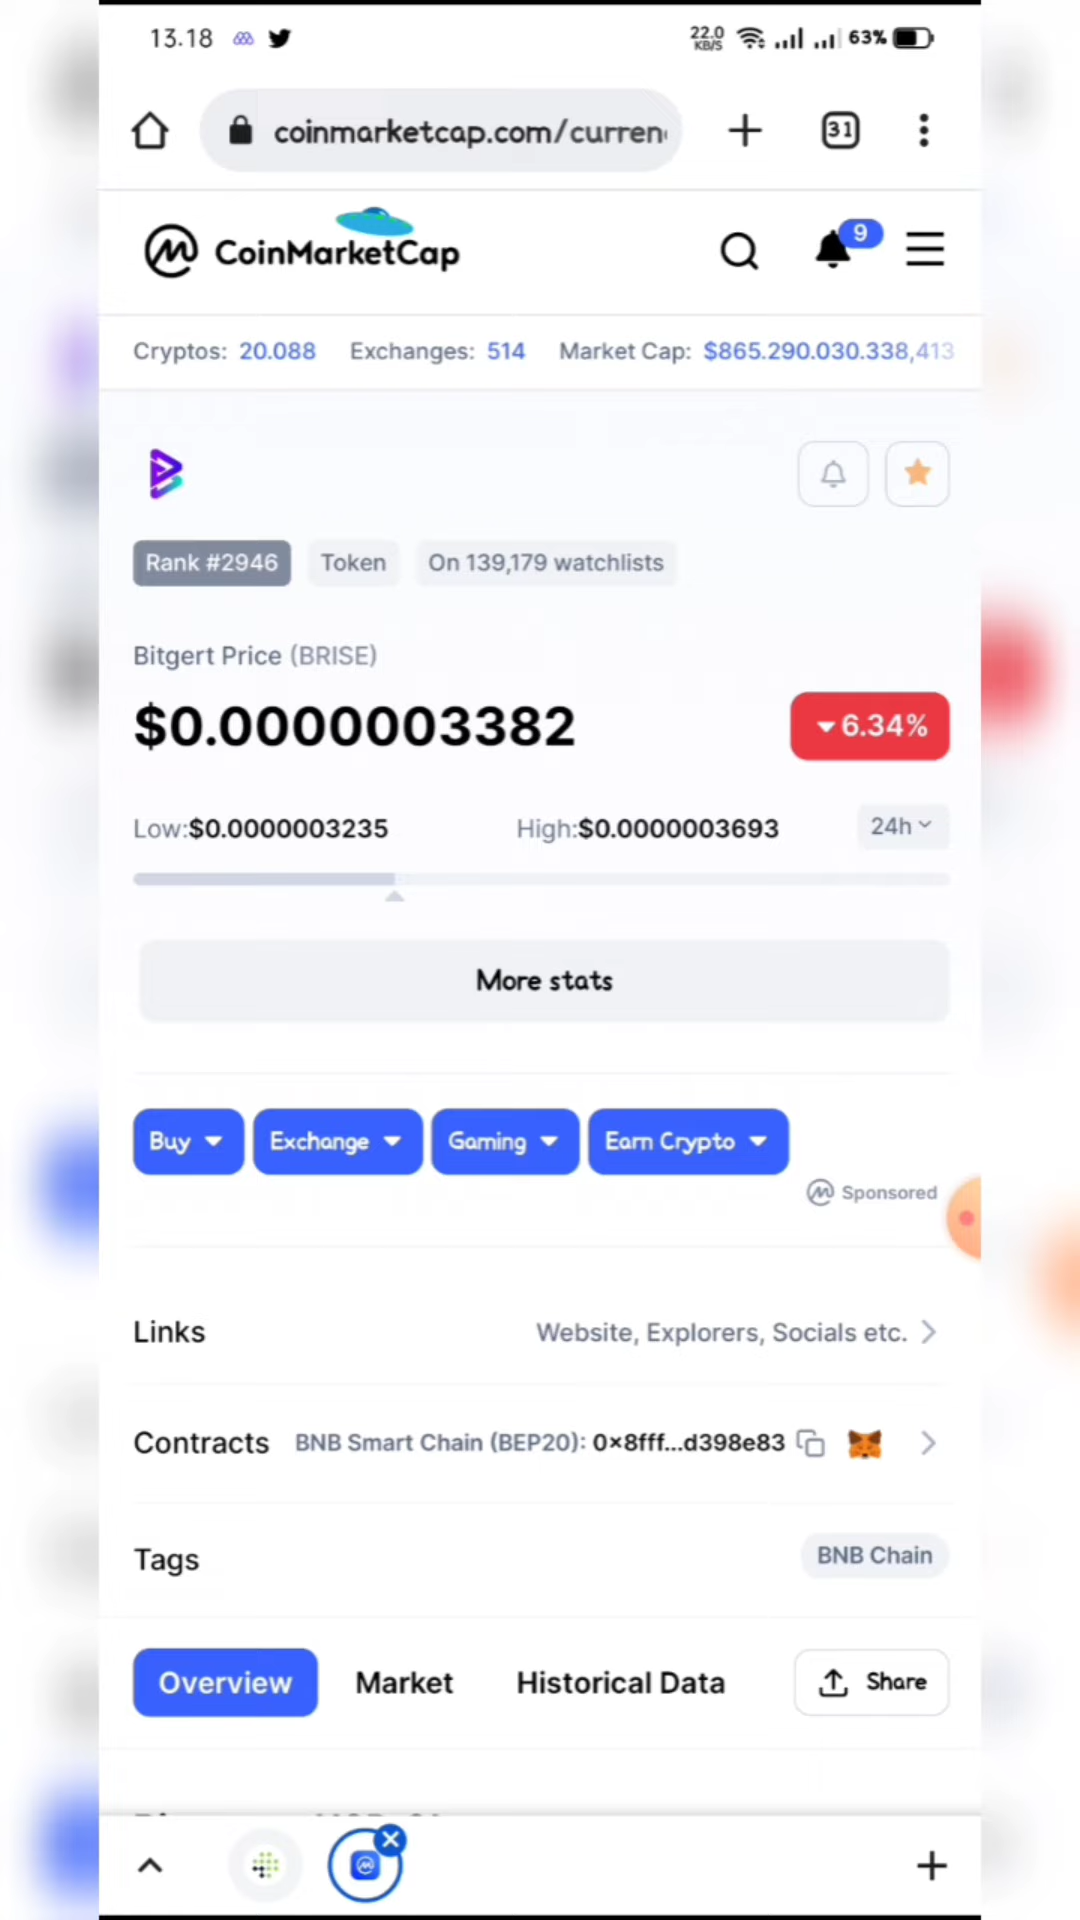 13.18
22.0
KB/S
63%
coinmarketcap.com/curren
31
CoinMarketCap
9
Cryptos: 20.088 Exchanges: 514 Market Cap: $865.290.030.338,413
Rank #2946 Token On 139,179 watchlists
Bitgert Price (BRISE)
$0.0000003382
6.34%
Low:$0.0000003235 High:$0.0000003693 24h
More stats
Buy Exchange Gaming Earn Crypto
Sponsored
Links Website, Explorers, Socials etc.
Contracts BNB Smart Chain (BEP20): 0x8fff...d398e83
Tags BNB Chain
Overview Market Historical Data Share